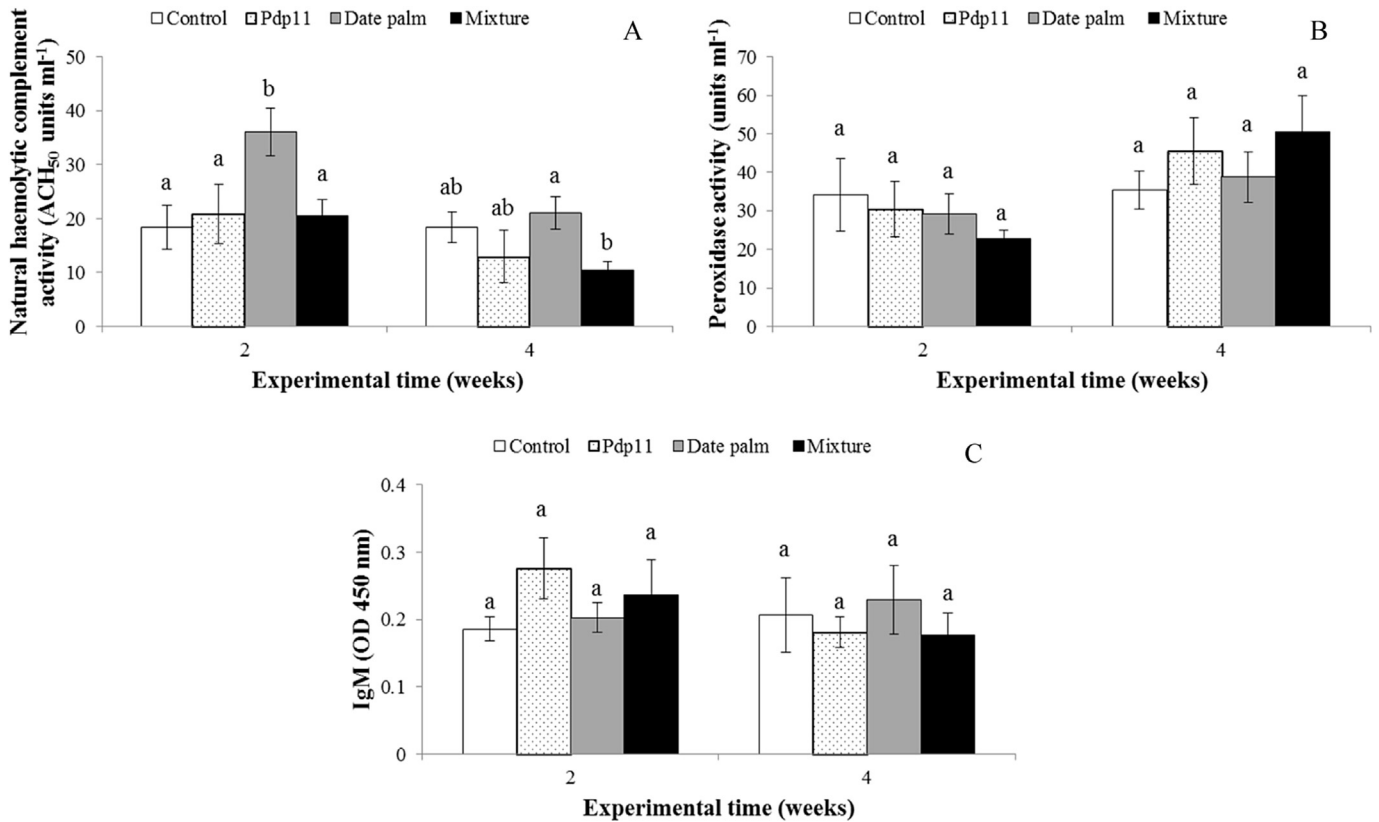 Control Pdp11 Date palm Mixture
A
Natural haemolytic complement
activity (ACH50 units ml-1)
50
40
30
20
10
0
a a b a
ab ab a b
2 4
Experimental time (weeks)
Control Pdp11 Date palm Mixture
B
Peroxidase activity (units ml-1)
70
60
50
40
30
20
10
0
a a a a
a a a a
2 4
Experimental time (weeks)
Control Pdp11 Date palm Mixture
C
IgM (OD 450 nm)
0.4
0.3
0.2
0.1
0
a a a a
a a a a
2 4
Experimental time (weeks)